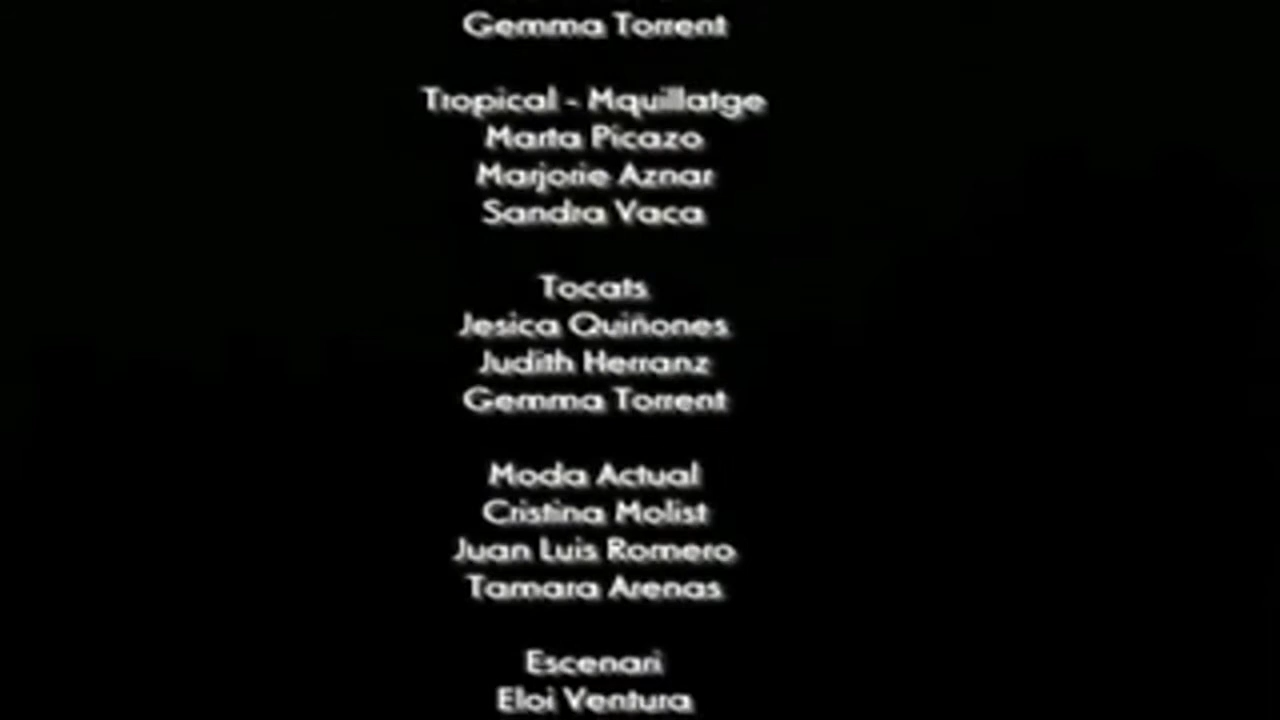 Gemma Torrent
Tropical - Mquillatge
Marta Picazo
Marjorie Aznar
Sandra Vaca
Tocats
Jesica Quiñones
Judith Herranz
Gemma Torrent
Moda Actual
Cristina Molist
Juan Luis Romero
Tamara Arenas
Escenari
Eloi Ventura